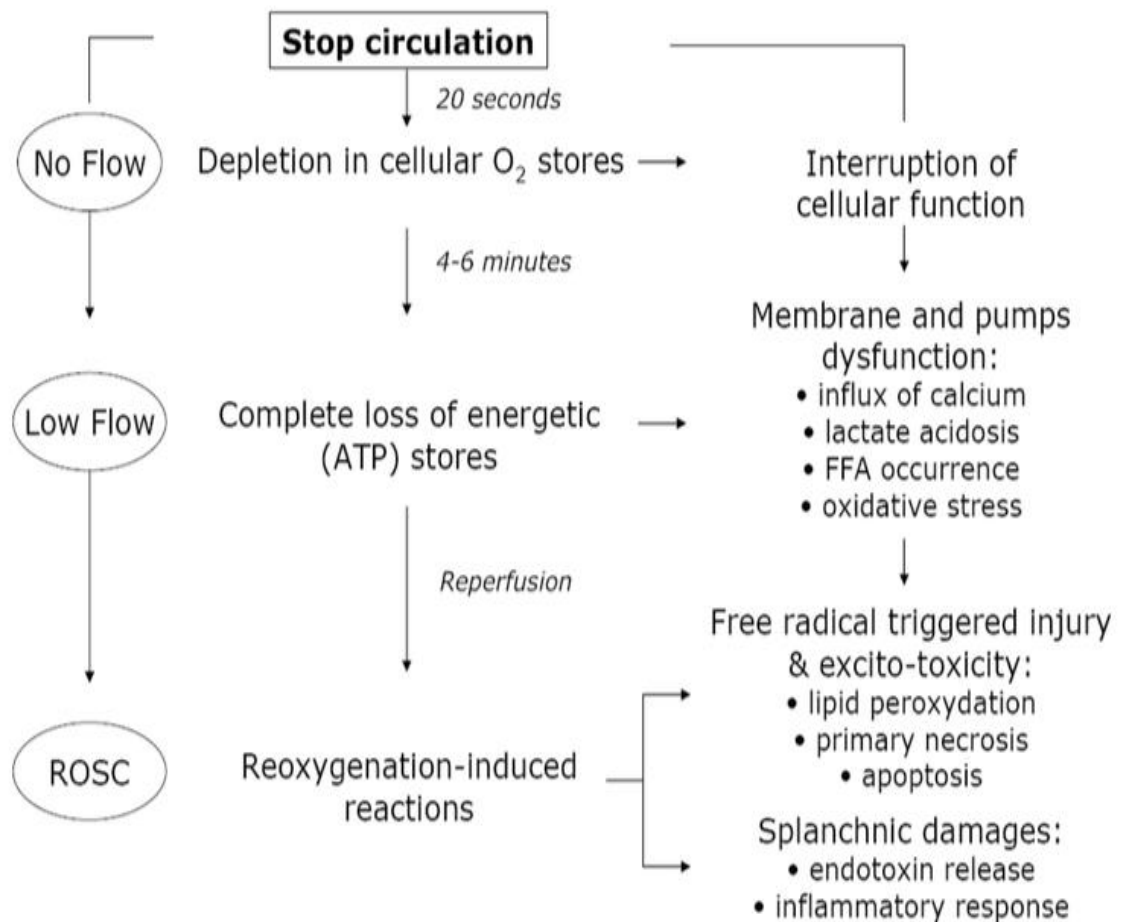 Stop circulation
20 seconds
No Flow
Depletion in cellular O₂ stores
Interruption of
cellular function
4-6 minutes
Membrane and pumps
dysfunction:
• influx of calcium
• lactate acidosis
• FFA occurrence
• oxidative stress
Low Flow
Complete loss of energetic
(ATP) stores
Reperfusion
Free radical triggered injury
& excito-toxicity:
• lipid peroxydation
• primary necrosis
• apoptosis
ROSC
Reoxygenation-induced
reactions
Splanchnic damages:
• endotoxin release
• inflammatory response